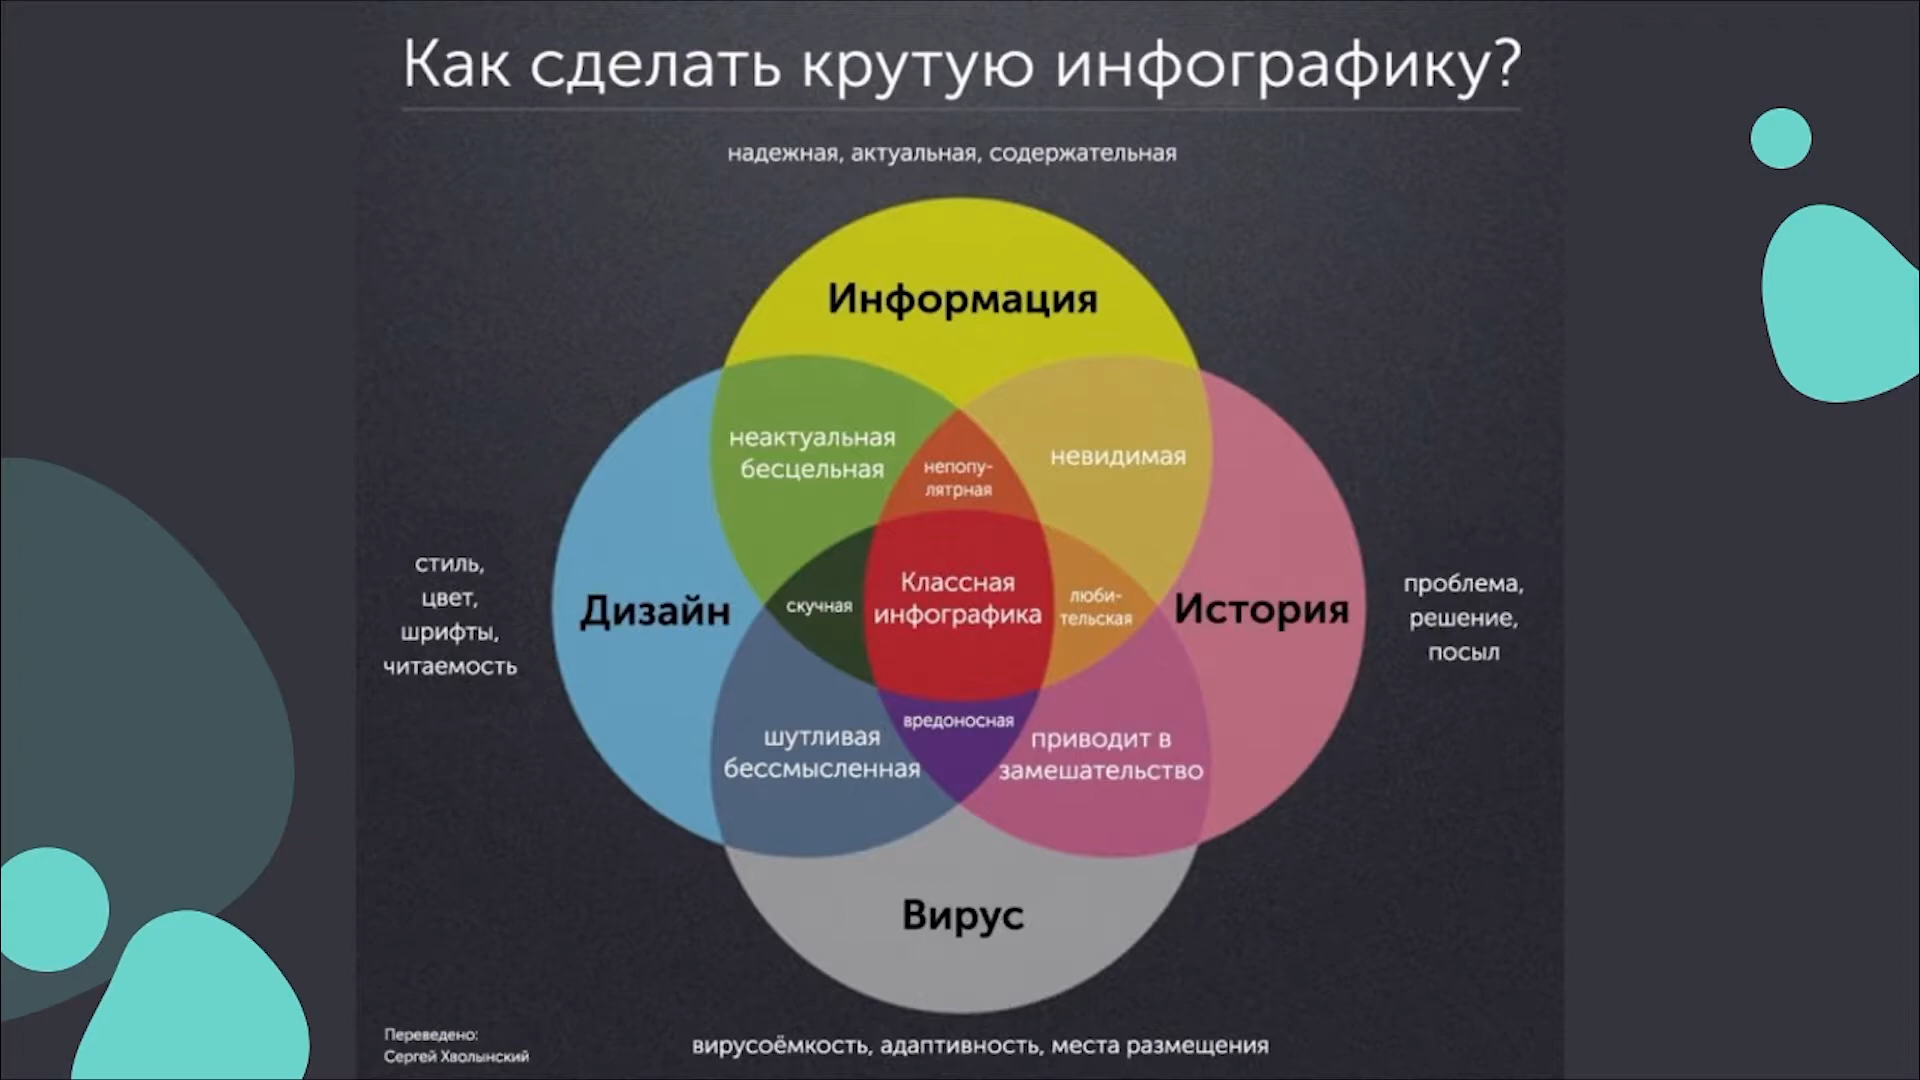 Как сделать крутую инфографику?
надежная, актуальная, содержательная
Информация
неактуальная
бесцельная
непопу-
лятрная
невидимая
стиль,
цвет,
шрифты,
читаемость
Дизайн
скучная
Классная
инфографика
люби-
тельская
История
проблема,
решение,
посыл
шутливая
бессмысленная
вредоносная
приводит в
замешательство
Вирус
вирусоёмкость, адаптивность, места размещения
Переведено:
Сергей Хволынский